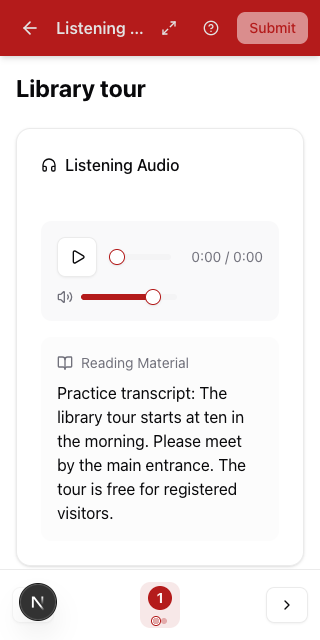 Listening ...
Submit
Library tour
Listening Audio
0:00 / 0:00
Reading Material
Practice transcript: The
library tour starts at ten in
the morning. Please meet
by the main entrance. The
tour is free for registered
visitors.
N
1